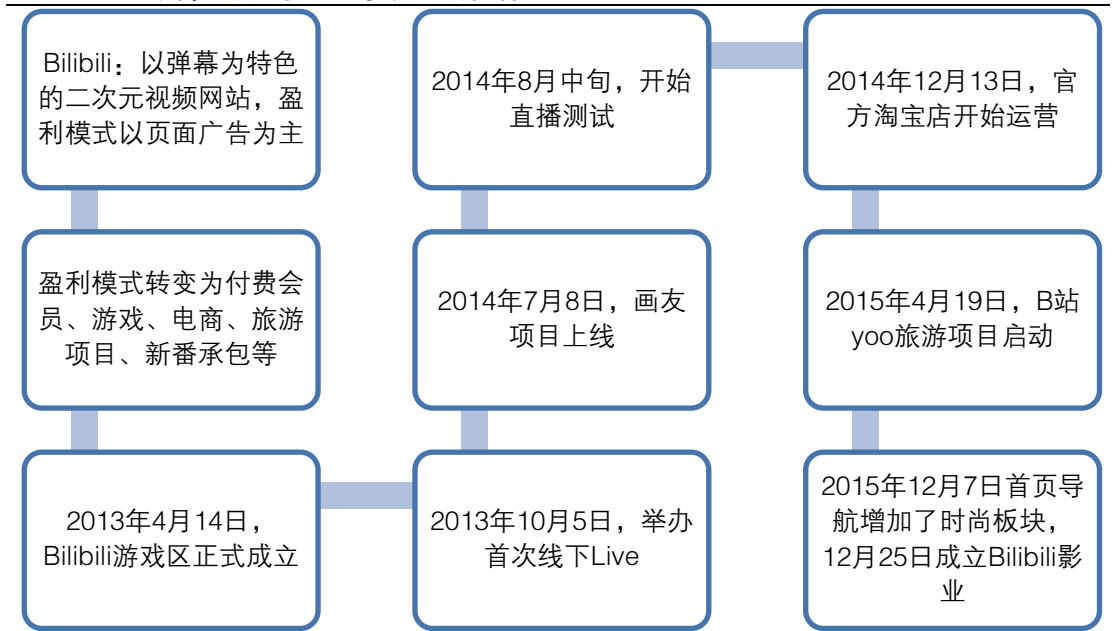 Bilibili：以弹幕为特色
的二次元视频网站，盈
利模式以页面广告为主
盈利模式转变为付费会
员、游戏、电商、旅游
项目、新番承包等
2013年4月14日，
Bilibili游戏区正式成立
2013年10月5日，举办
首次线下Live
2014年7月8日，画友
项目上线
2014年8月中旬，开始
直播测试
2014年12月13日，官
方淘宝店开始运营
2015年4月19日，B站
yoo旅游项目启动
2015年12月7日首页导
航增加了时尚板块，
12月25日成立Bilibili影
业